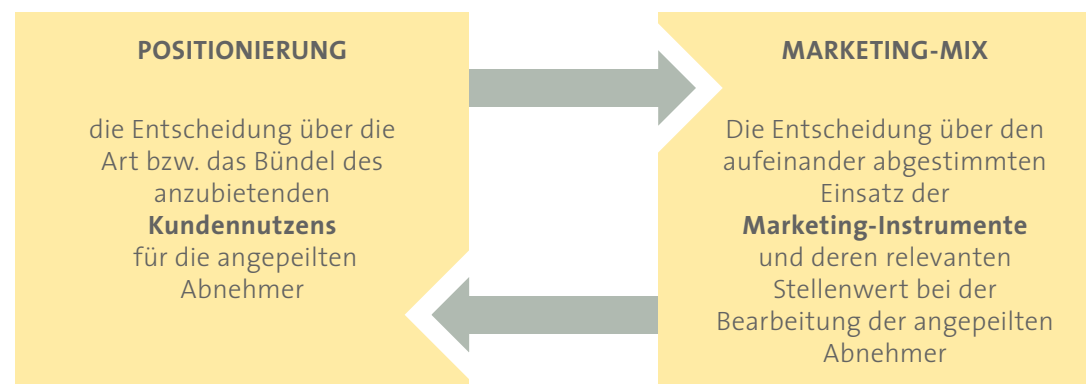 POSITIONIERUNG
die Entscheidung über die
Art bzw. das Bündel des
anzubietenden
Kundennutzens
für die angepeilten
Abnehmer
MARKETING-MIX
Die Entscheidung über den
aufeinander abgestimmten
Einsatz der
Marketing-Instrumente
und deren relevanten
Stellenwert bei der
Bearbeitung der angepeilten
Abnehmer